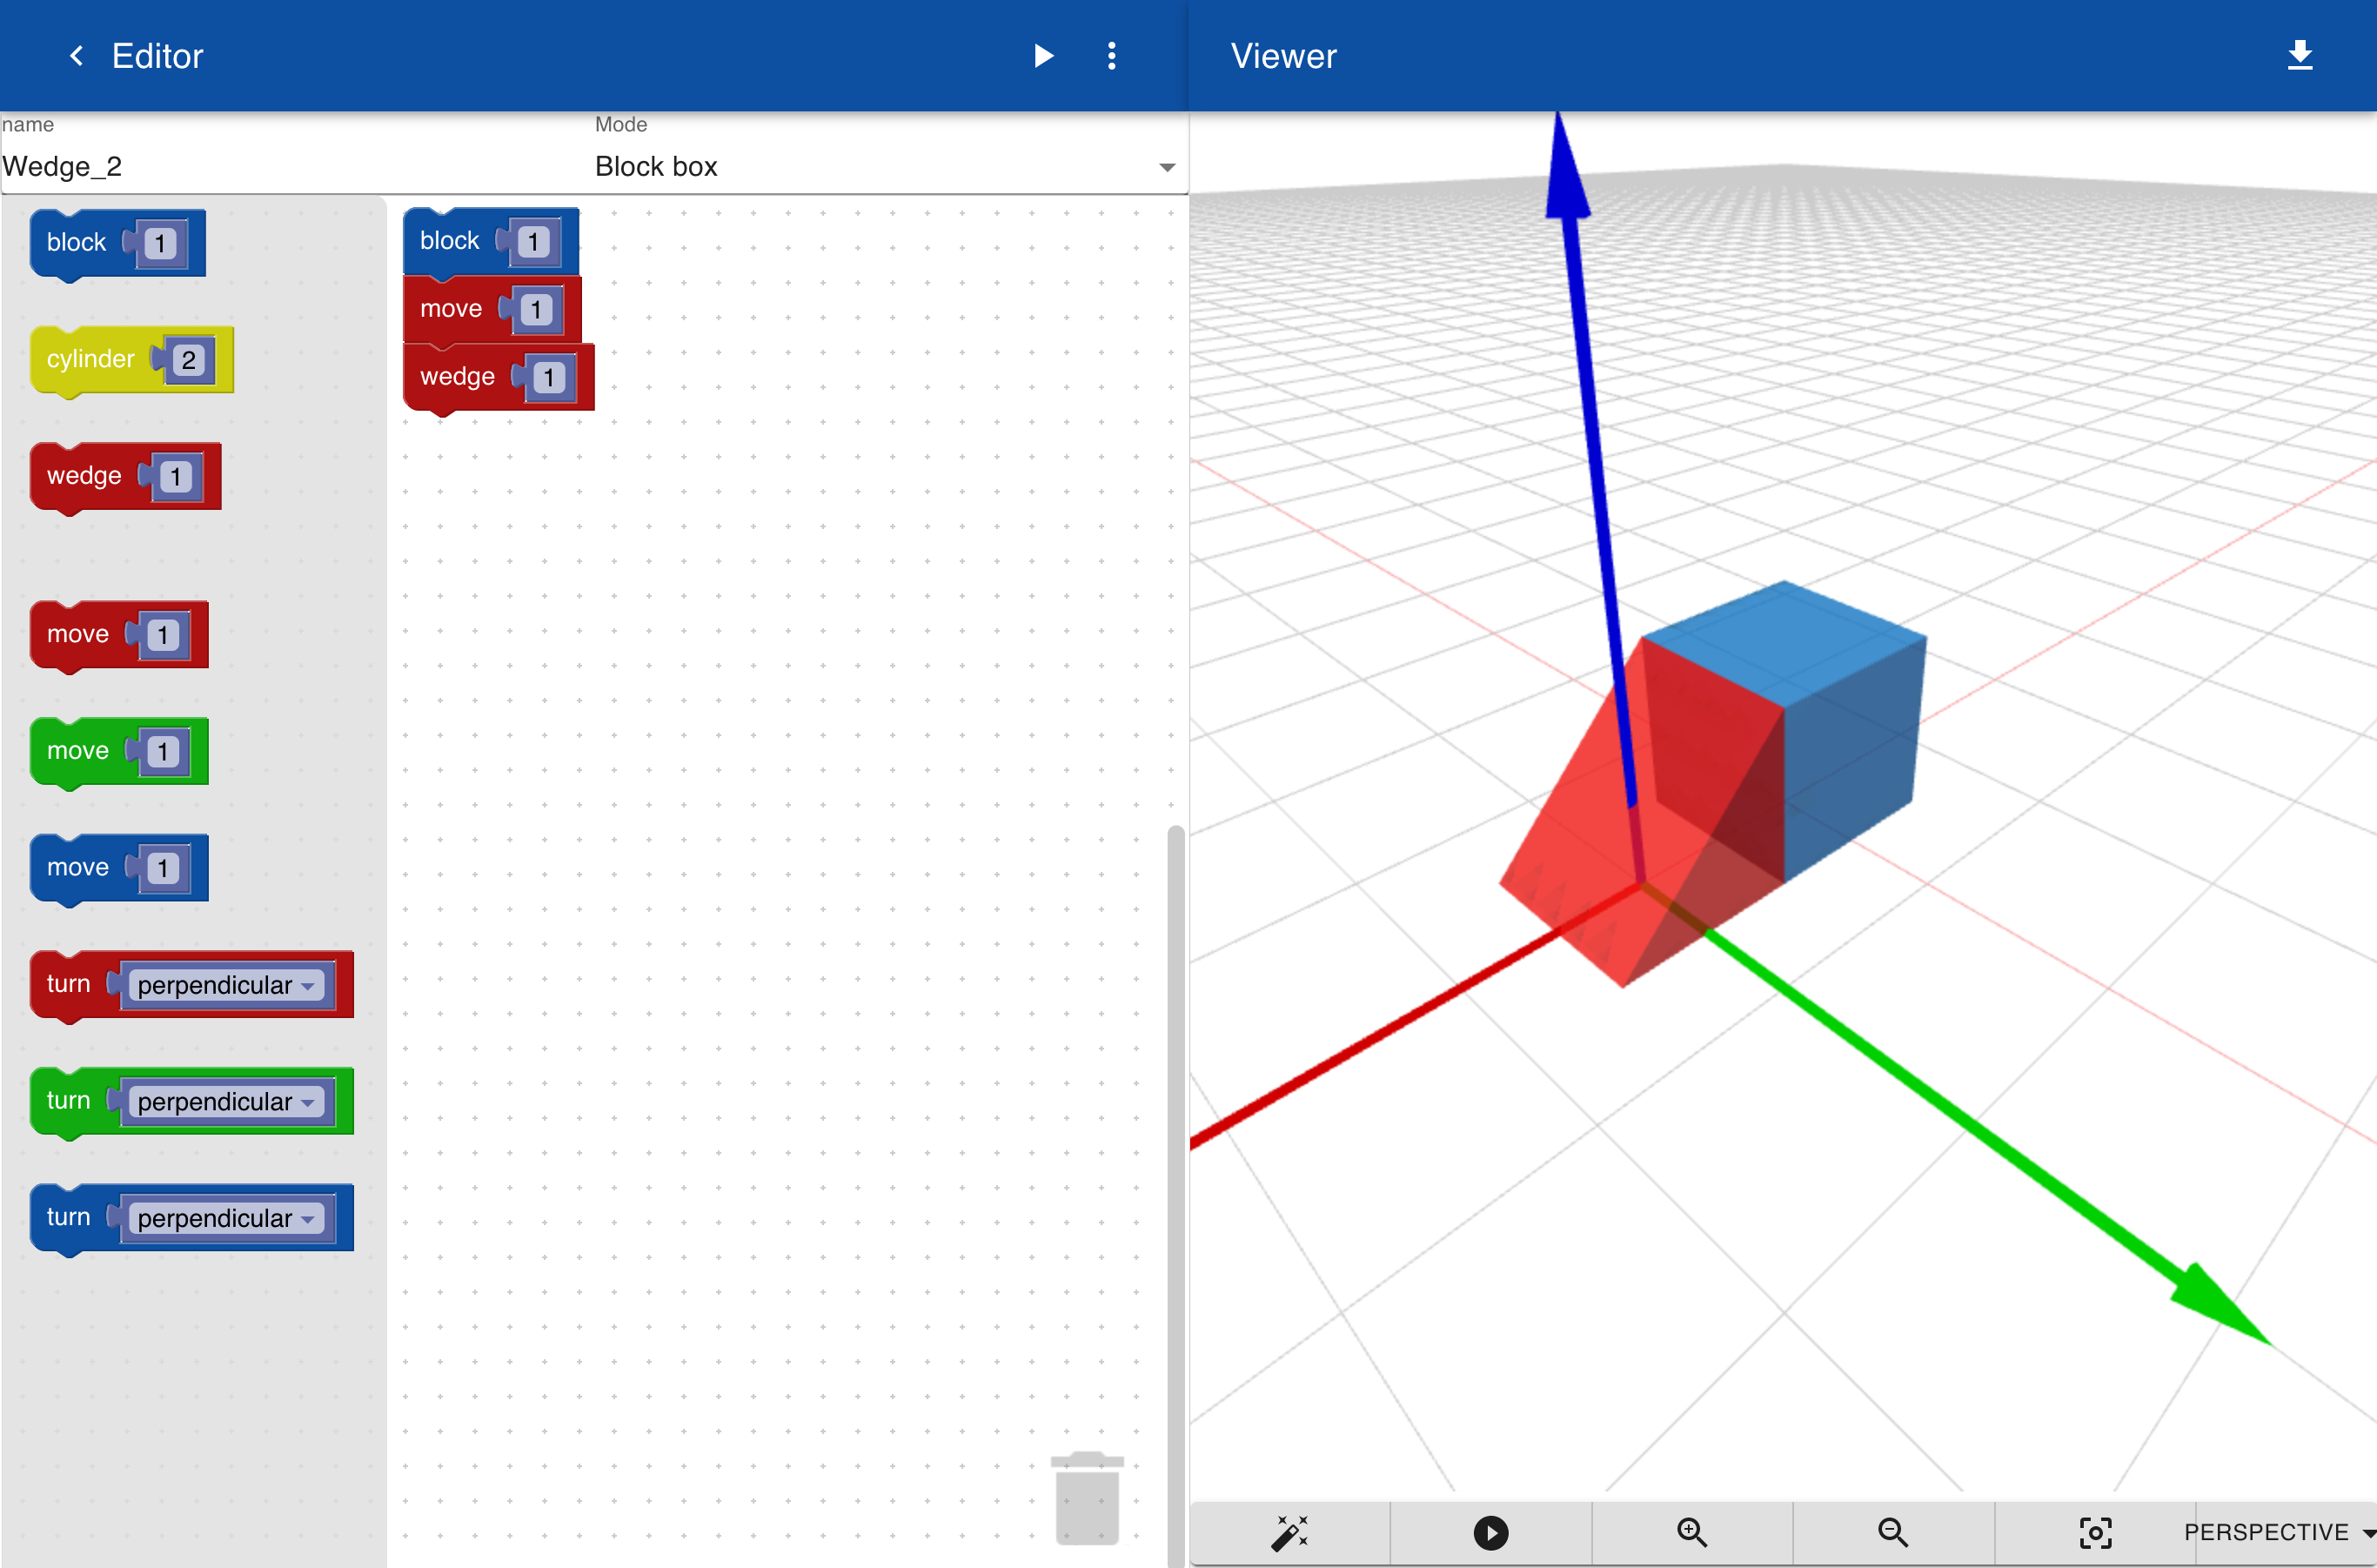 Editor
Viewer
name
Mode
Wedge_2
Block box
block 1
cylinder 2
wedge 1
move 1
move 1
move 1
turn perpendicular
turn perpendicular
turn perpendicular
block 1
move 1
wedge 1
PERSPECTIVE